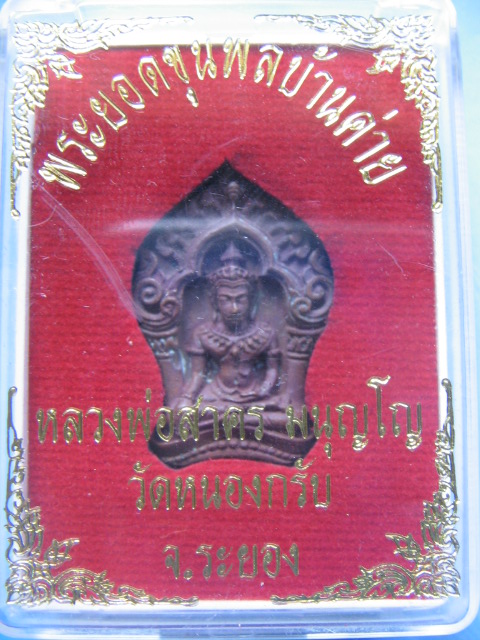 พระยอดขุนพลบ้านค่าย
หลวงพ่อสาคร มนุญโญ
วัดหนองกรับ
จ.ระยอง